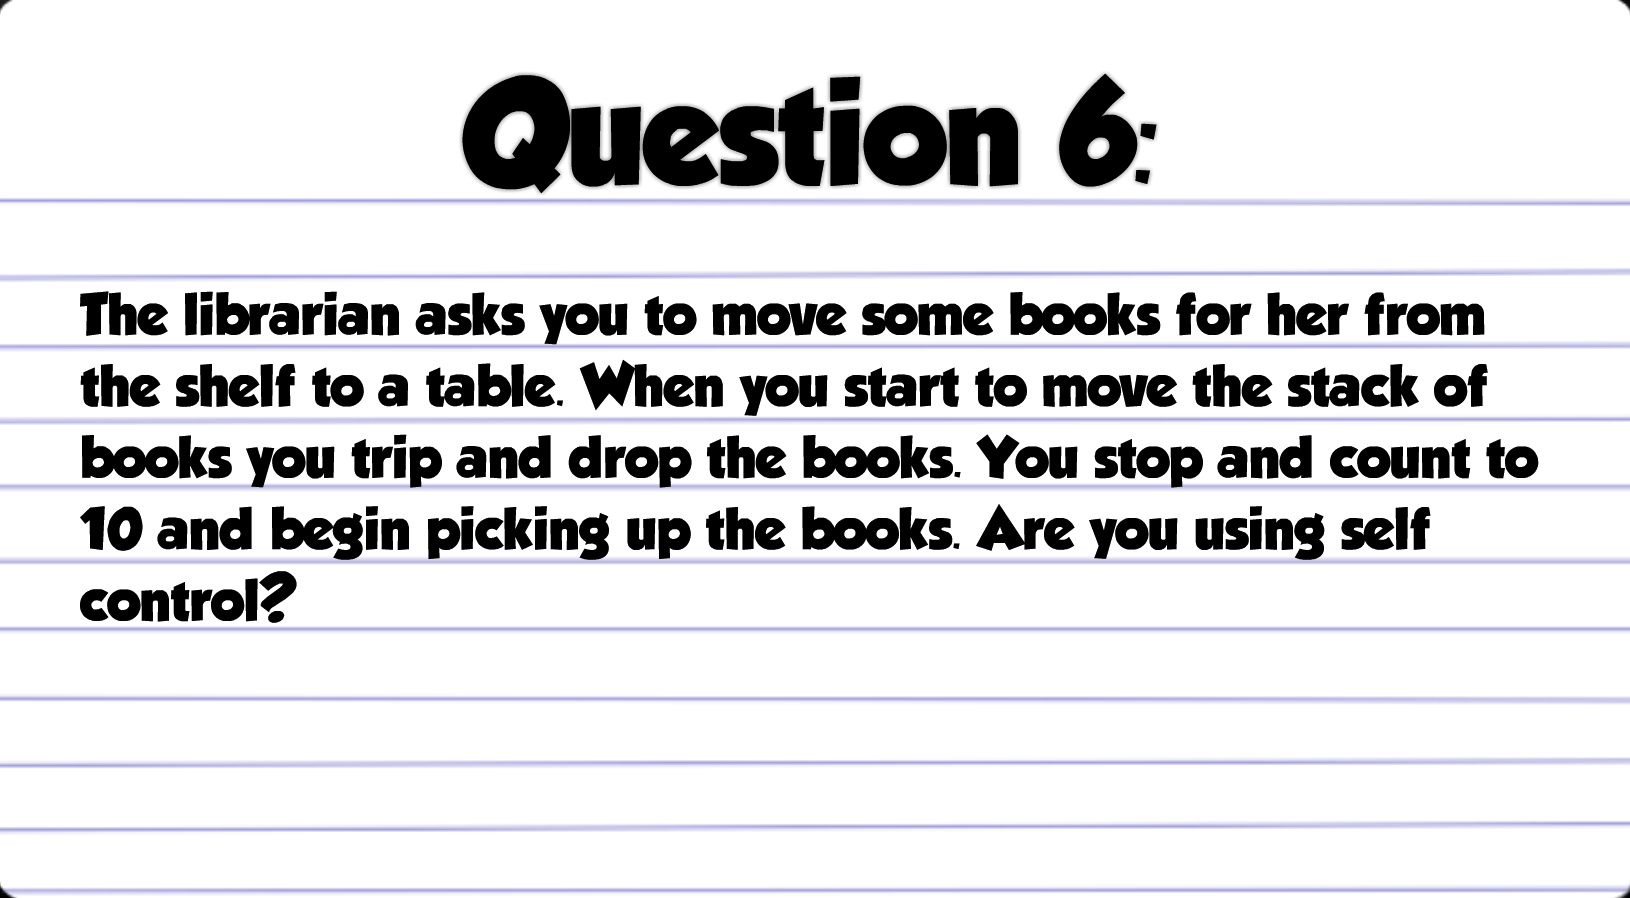 Question 6:
The librarian asks you to move some books for her from
the shelf to a table. When you start to move the stack of
books you trip and drop the books. You stop and count to
10 and begin picking up the books. Are you using self
control?